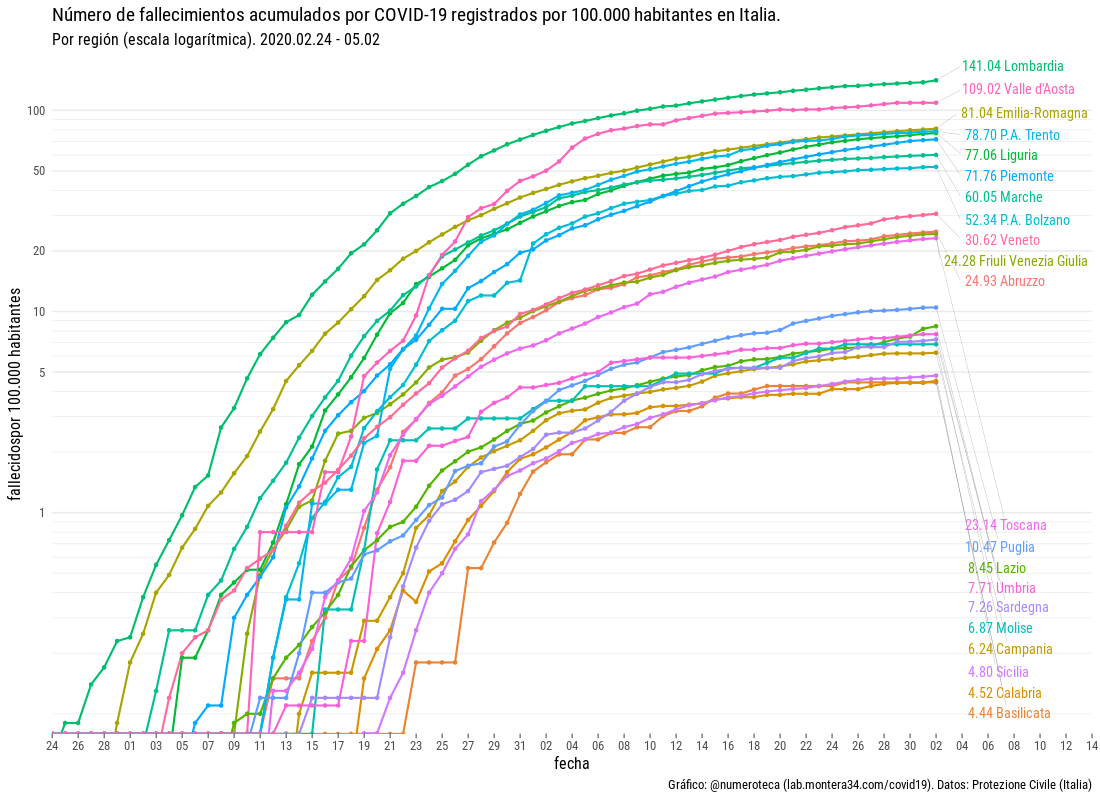 Número de fallecimientos acumulados por COVID-19 registrados por 100.000 habitantes en Italia.
Por región (escala logarítmica). 2020.02.24 - 05.02
fallecidospor 100.000 habitantes
100
50
20
10
5
1
141.04 Lombardia
109.02 Valle d'Aosta
81.04 Emilia-Romagna
78.70 P.A. Trento
77.06 Liguria
71.76 Piemonte
60.05 Marche
52.34 P.A. Bolzano
30.62 Veneto
24.28 Friuli Venezia Giulia
24.93 Abruzzo
23.14 Toscana
10.47 Puglia
8.45 Lazio
7.71 Umbria
7.26 Sardegna
6.87 Molise
6.24 Campania
4.80 Sicilia
4.52 Calabria
4.44 Basilicata
24 26 28 01 03 05 07 09 11 13 15 17 19 21 23 25 27 29 31 02 04 06 08 10 12 14 16 18 20 22 24 26 28 30 02 04 06 08 10 12 14
fecha
Gráfico: @numeroteca (lab.montera34.com/covid19). Datos: Protezione Civile (Italia)